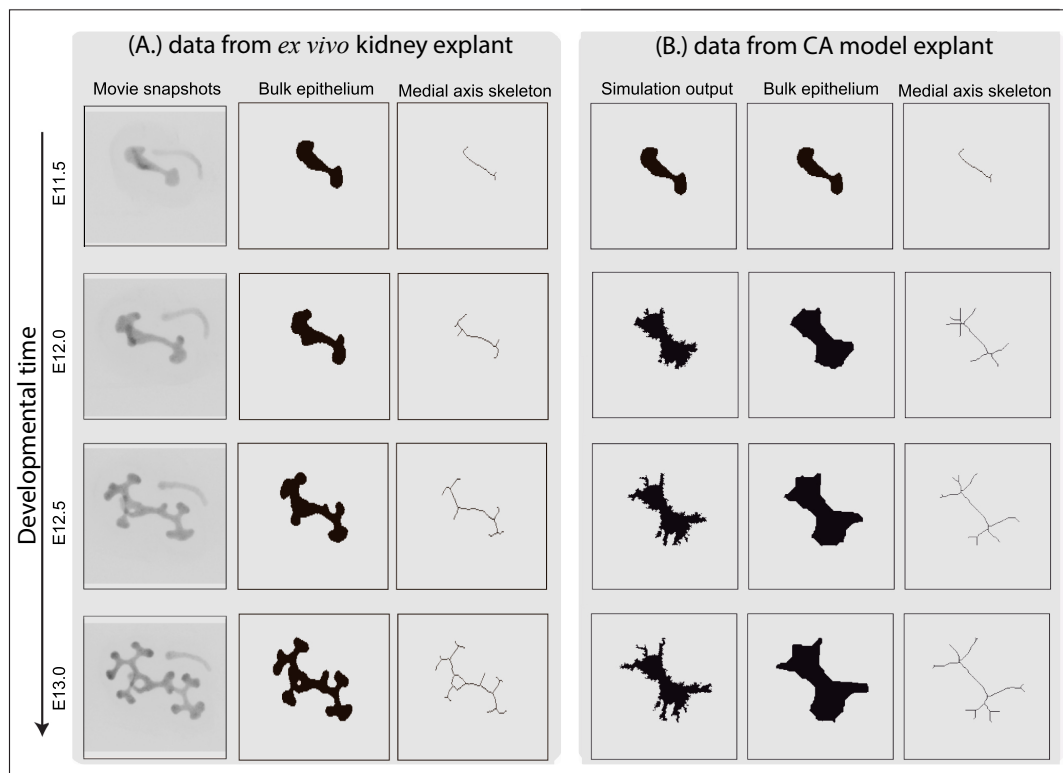 (A.) data from ex vivo kidney explant
(B.) data from CA model explant
Movie snapshots
Bulk epithelium
Medial axis skeleton
Simulation output
Bulk epithelium
Medial axis skeleton
Developmental time
E11.5
E12.0
E12.5
E13.0